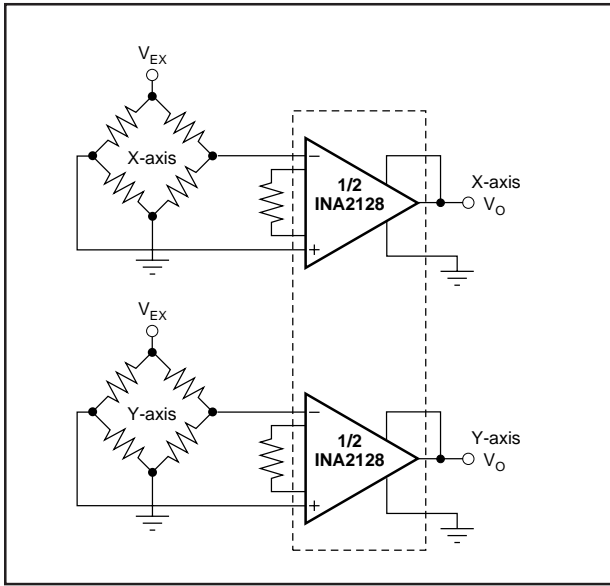 V_EX
X-axis
−
1/2
INA2128
+
X-axis
V_O
V_EX
Y-axis
−
1/2
INA2128
+
Y-axis
V_O